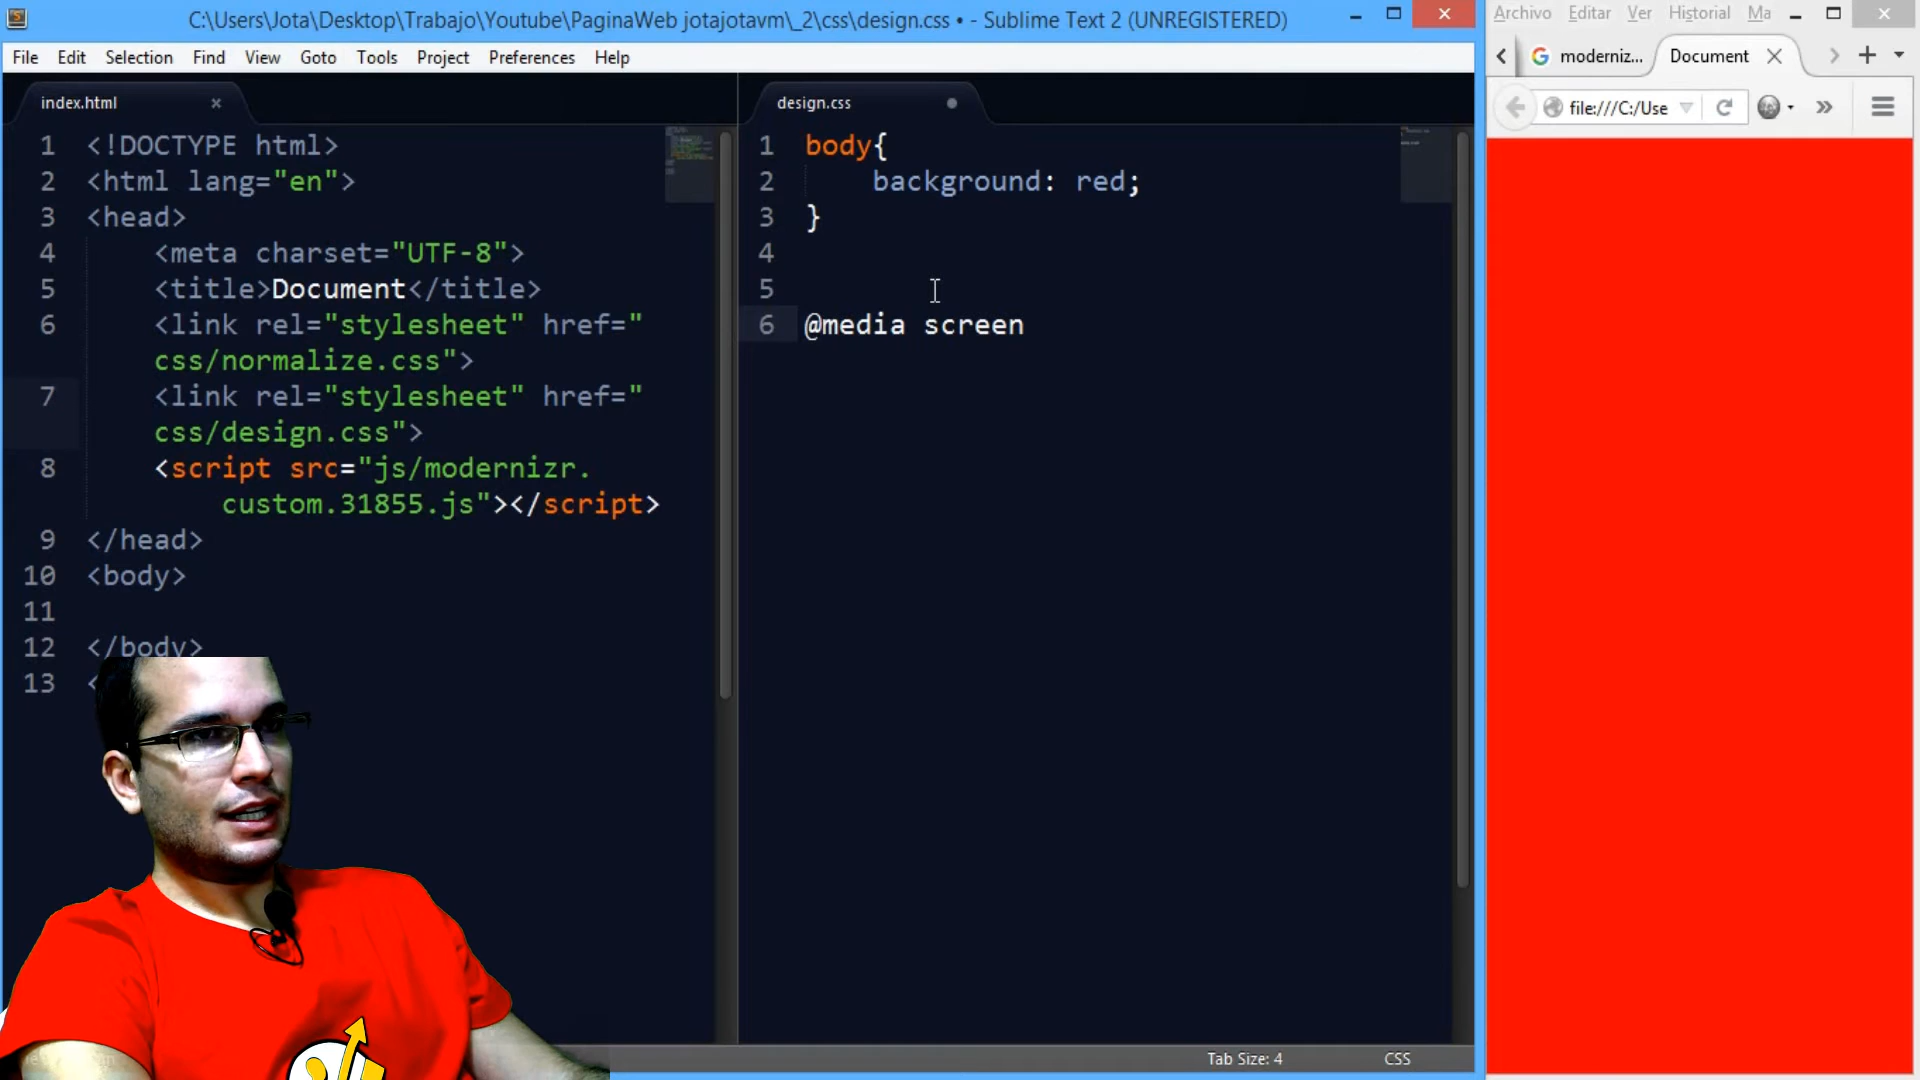 C:\Users\Jota\Desktop\Trabajo\Youtube\PaginaWeb jotajotavm\_2\css\design.css • - Sublime Text 2 (UNREGISTERED)
File Edit Selection Find View Goto Tools Project Preferences Help
index.html
1 <!DOCTYPE html>
2 <html lang="en">
3 <head>
4 <meta charset="UTF-8">
5 <title>Document</title>
6 <link rel="stylesheet" href="
css/normalize.css">
7 <link rel="stylesheet" href="
css/design.css">
8 <script src="js/modernizr.
custom.31855.js"></script>
9 </head>
10 <body>
11
12 </body>
13 <
design.css
1 body{
2 background: red;
3 }
4
5
6 @media screen
Tab Size: 4 CSS
Archivo Editar Ver Historial Ma
moderniz... Document
file:///C:/Use